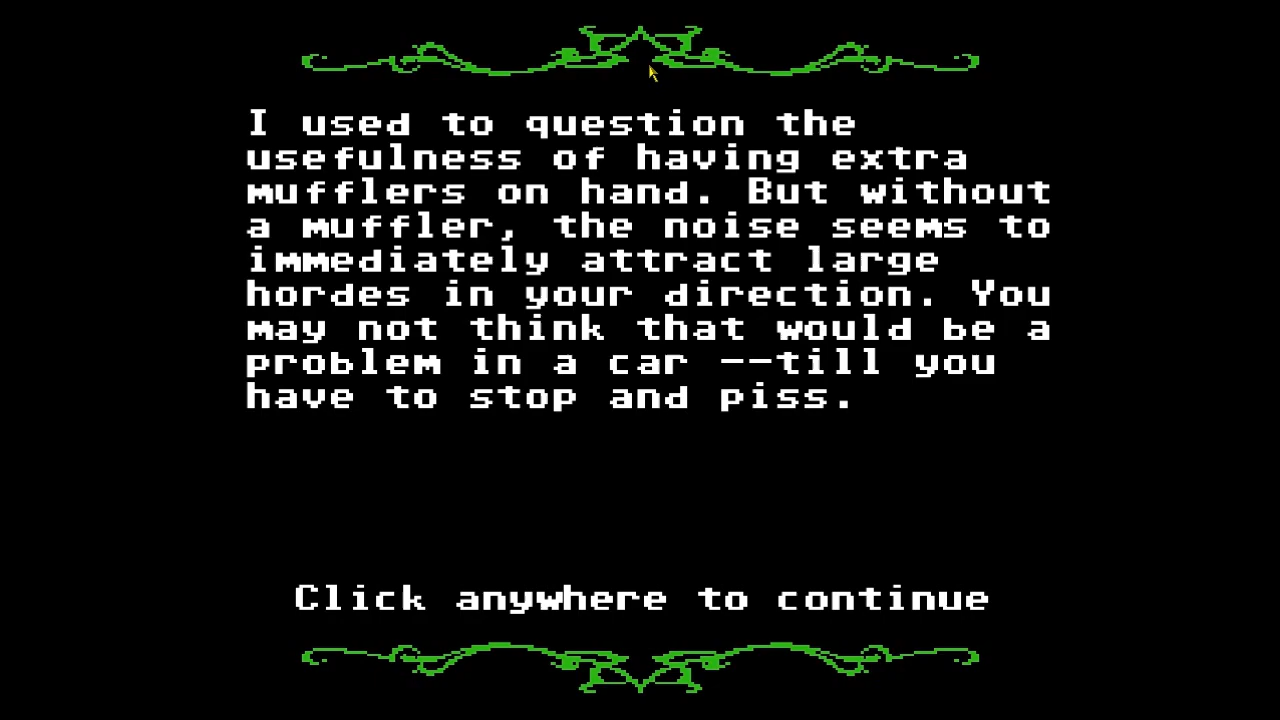 I used to question the
usefulness of having extra
mufflers on hand. But without
a muffler, the noise seems to
immediately attract large
hordes in your direction. You
may not think that would be a
problem in a car --till you
have to stop and piss.
Click anywhere to continue